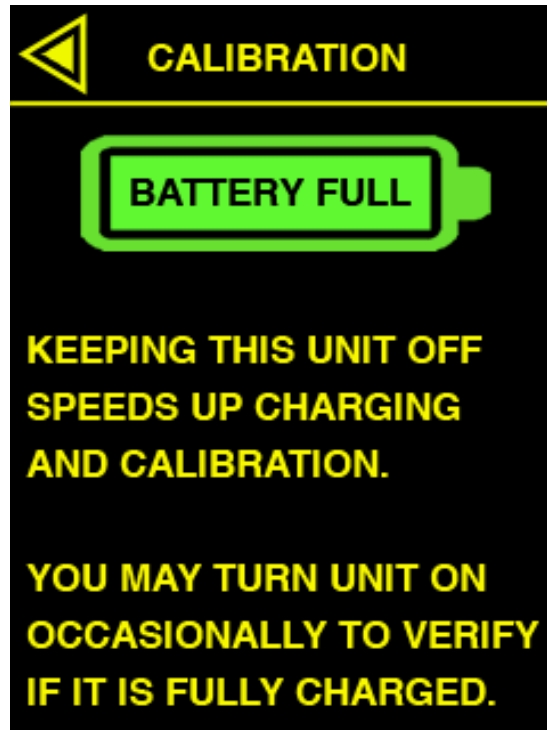 CALIBRATION
BATTERY FULL
KEEPING THIS UNIT OFF
SPEEDS UP CHARGING
AND CALIBRATION.
YOU MAY TURN UNIT ON
OCCASIONALLY TO VERIFY
IF IT IS FULLY CHARGED.